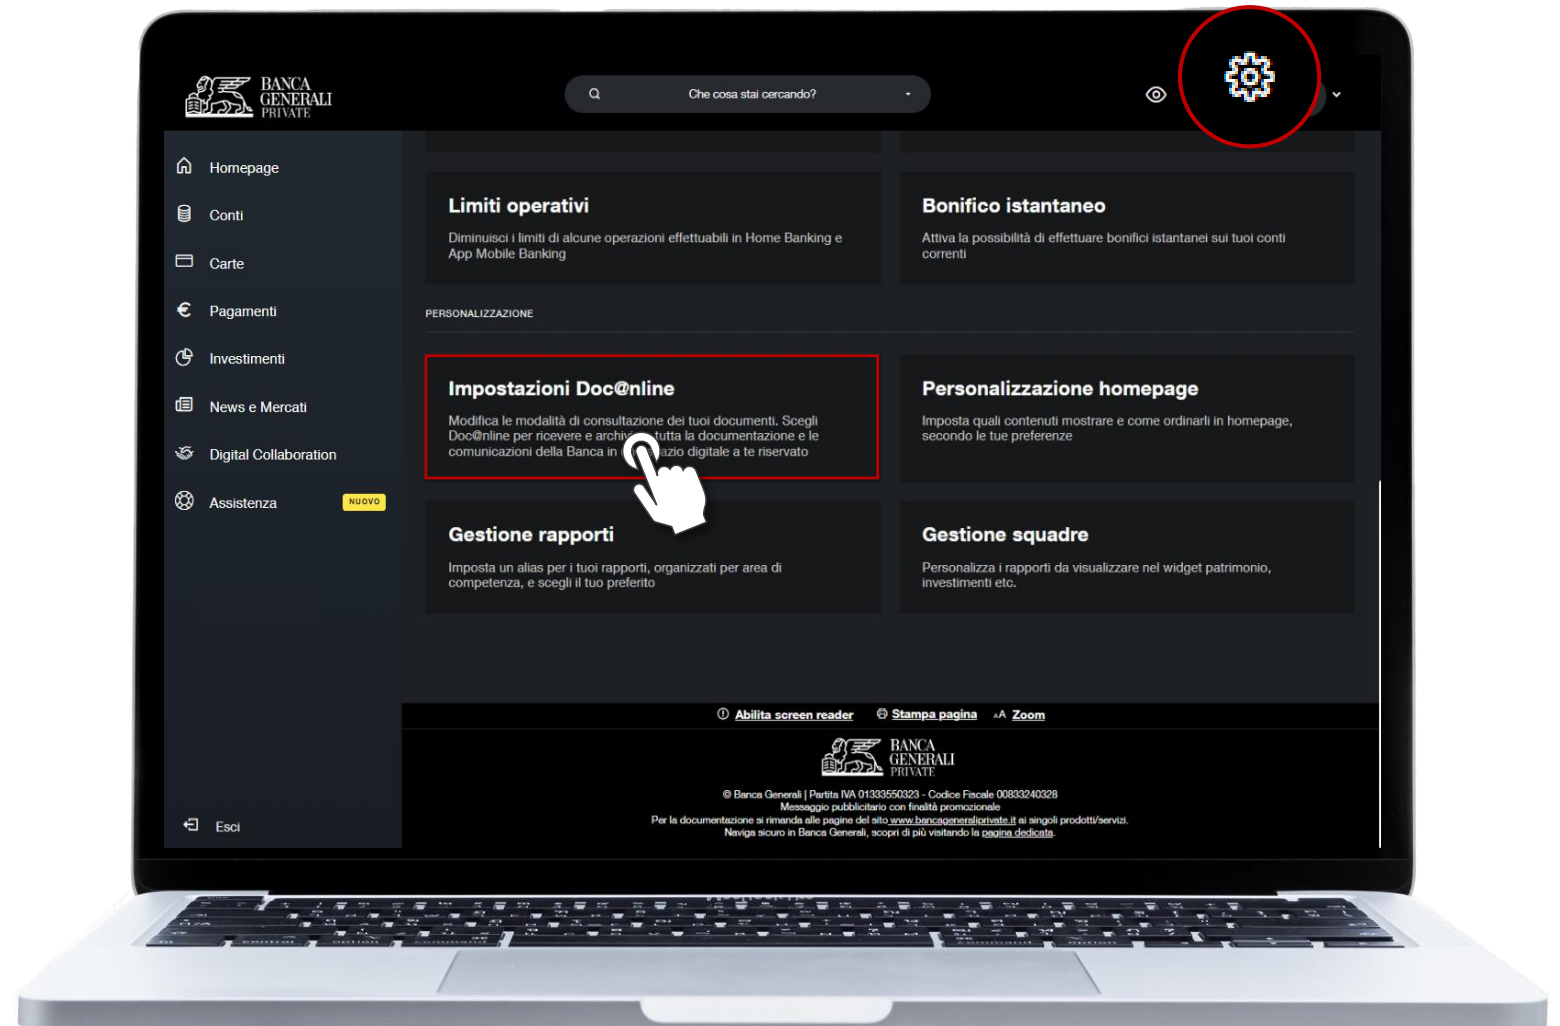 BANCA
GENERALI
PRIVATE
Che cosa stai cercando?
Homepage
Conti
Carte
Pagamenti
Investimenti
News e Mercati
Digital Collaboration
Assistenza
NUOVO
Esci
Limiti operativi
Diminuisci i limiti di alcune operazioni effettuabili in Home Banking e
App Mobile Banking
Bonifico istantaneo
Attiva la possibilità di effettuare bonifici istantanei sui tuoi conti
correnti
PERSONALIZZAZIONE
Impostazioni Doc@nline
Modifica le modalità di consultazione dei tuoi documenti. Scegli
Doc@nline per ricevere e tutta la documentazione e le
comunicazioni della Banca in digitale a te riservato
Personalizzazione homepage
Imposta quali contenuti mostrare e come ordinarli in homepage,
secondo le tue preferenze
Gestione rapporti
Imposta un alias per i tuoi rapporti, organizzati per area di
competenza, e scegli il tuo preferito
Gestione squadre
Personalizza i rapporti da visualizzare nel widget patrimonio,
investimenti etc.
Abilita screen reader Stampa pagina AA Zoom
BANCA
GENERALI
PRIVATE
© Banca Generali | Partita IVA 01333550323 - Codice Fiscale 00833240328
Messaggio pubblicitario con finalità promozionale
Per la documentazione si rimanda alle pagine del sito www.bancageneraliprivate.it ai singoli prodotti/servizi.
Naviga sicuro in Banca Generali, scopri di più visitando la pagina dedicata.
control option command command option